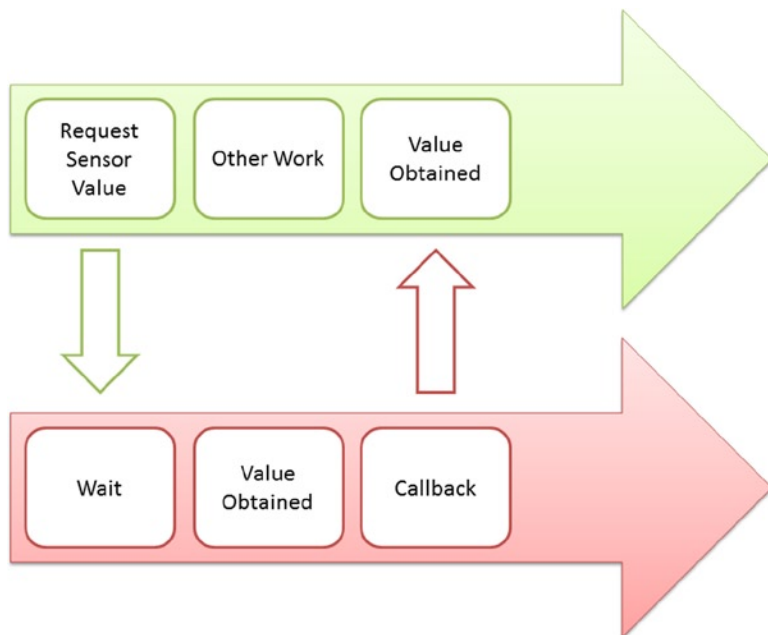 Request
Sensor
Value
Other Work
Value
Obtained
Wait
Value
Obtained
Callback